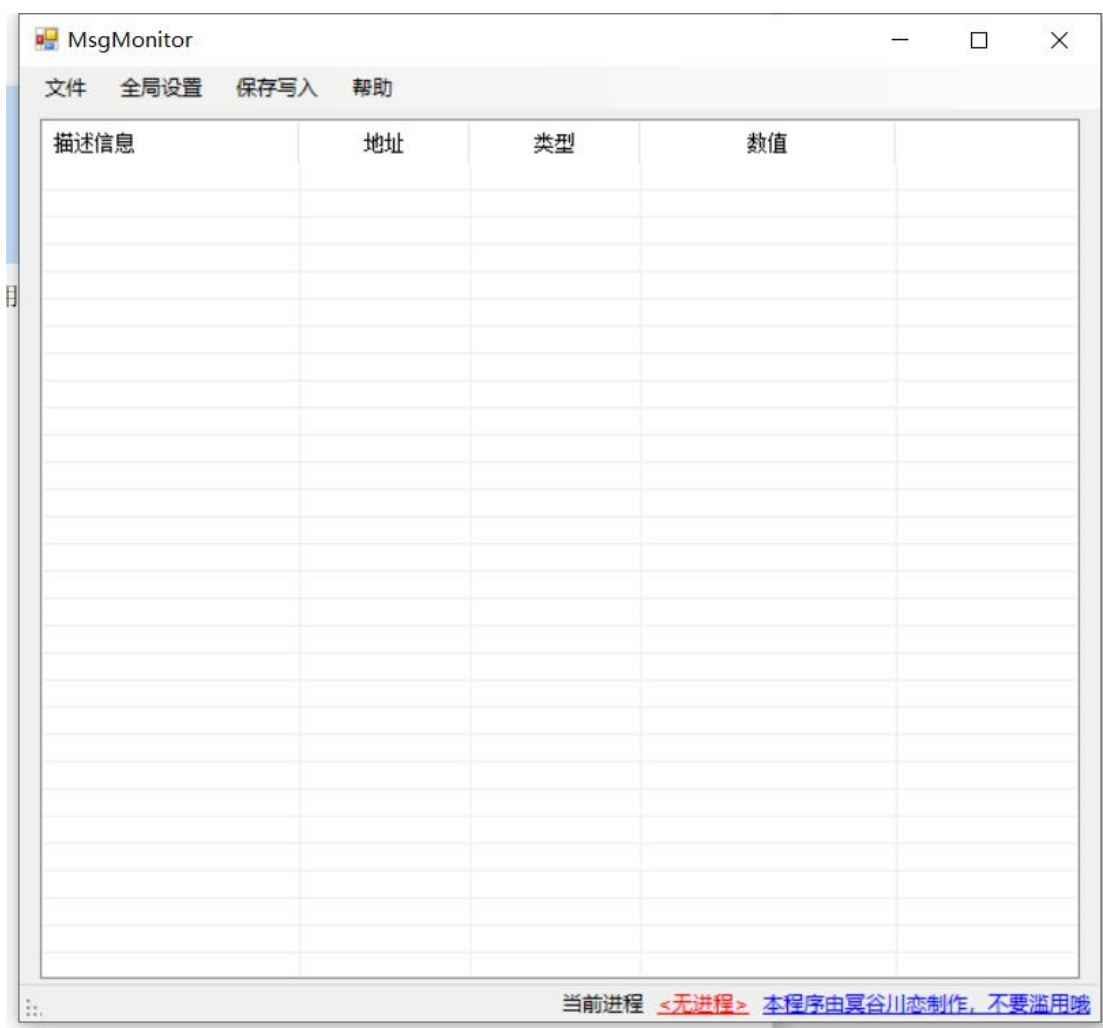 MsgMonitor
文件 全局设置 保存写入 帮助
描述信息 地址 类型 数值
当前进程 <无进程> 本程序由冥谷川恋制作，不要滥用哦